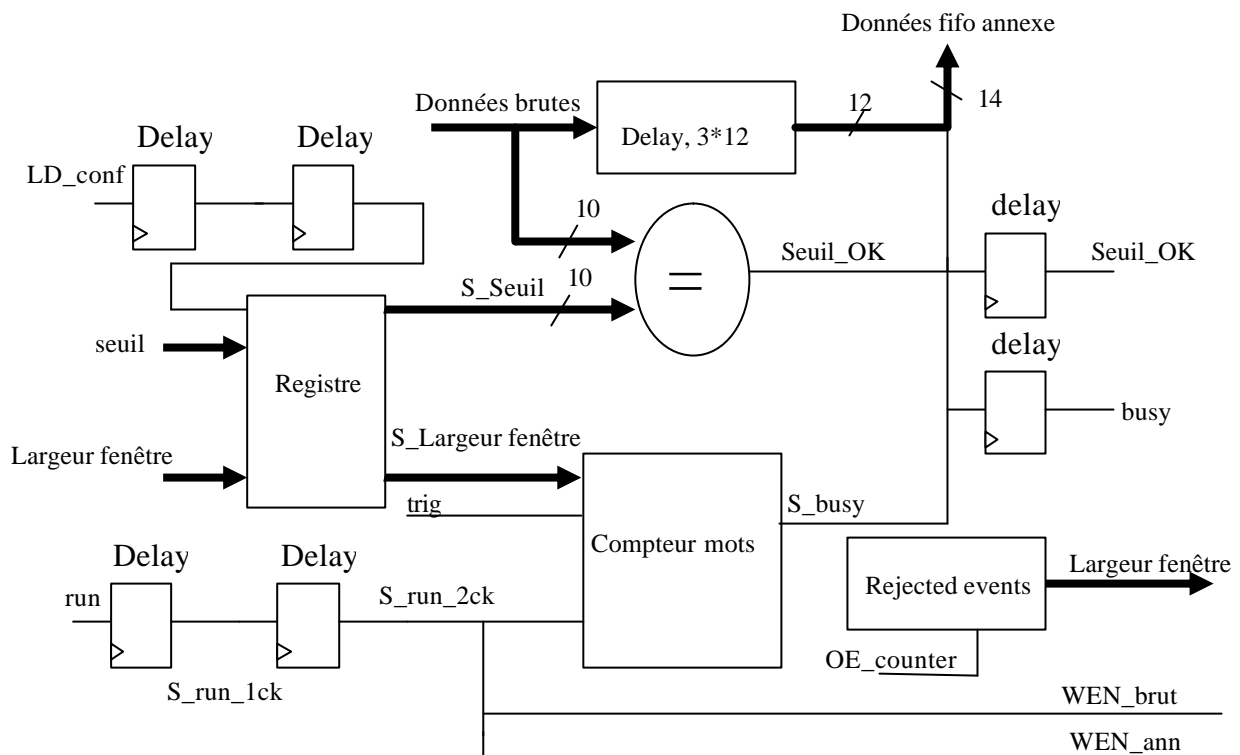 Données fifo annexe
Données brutes
12
14
Delay
Delay
Delay, 3*12
LD_conf
10
delay
=
Seuil_OK
Seuil_OK
S_Seuil
10
seuil
delay
Registre
busy
Largeur fenêtre
S_Largeur fenêtre
trig
S_busy
Compteur mots
Delay
Delay
Largeur fenêtre
run
S_run_2ck
Rejected events
OE_counter
S_run_1ck
WEN_brut
WEN_ann